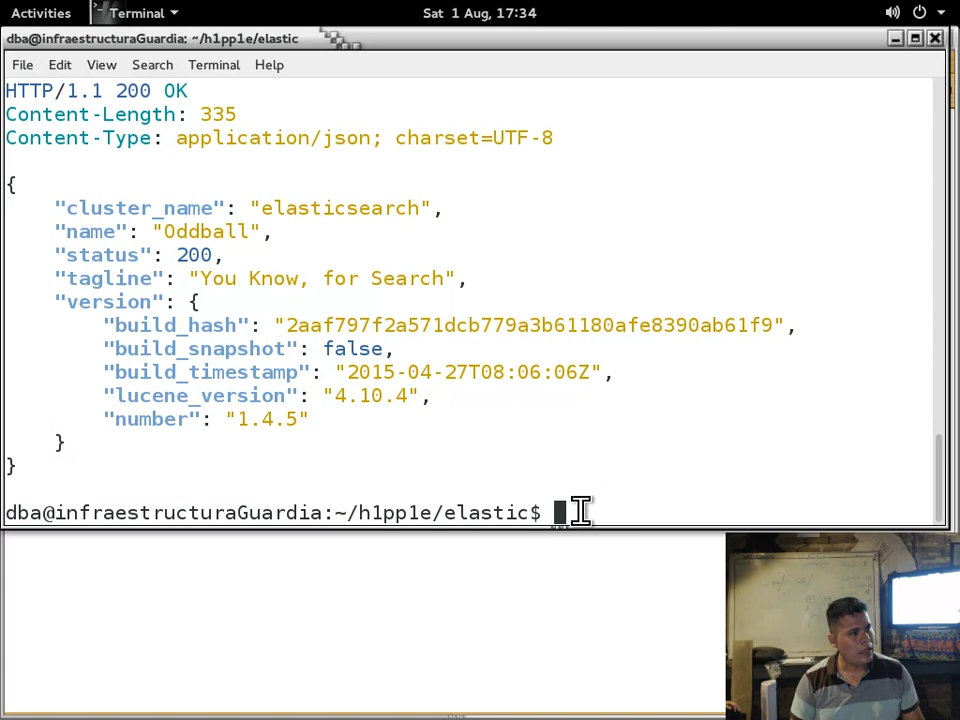 Activities
Terminal
Sat 1 Aug, 17:34
dba@infraestructuraGuardia: ~/h1pp1e/elastic
File Edit View Search Terminal Help
HTTP/1.1 200 OK
Content-Length: 335
Content-Type: application/json; charset=UTF-8
{
"cluster_name": "elasticsearch",
"name": "Oddball",
"status": 200,
"tagline": "You Know, for Search",
"version": {
"build_hash": "2aaf797f2a571dcb779a3b61180afe8390ab61f9",
"build_snapshot": false,
"build_timestamp": "2015-04-27T08:06:06Z",
"lucene_version": "4.10.4",
"number": "1.4.5"
}
}
dba@infraestructuraGuardia:~/h1pp1e/elastic$